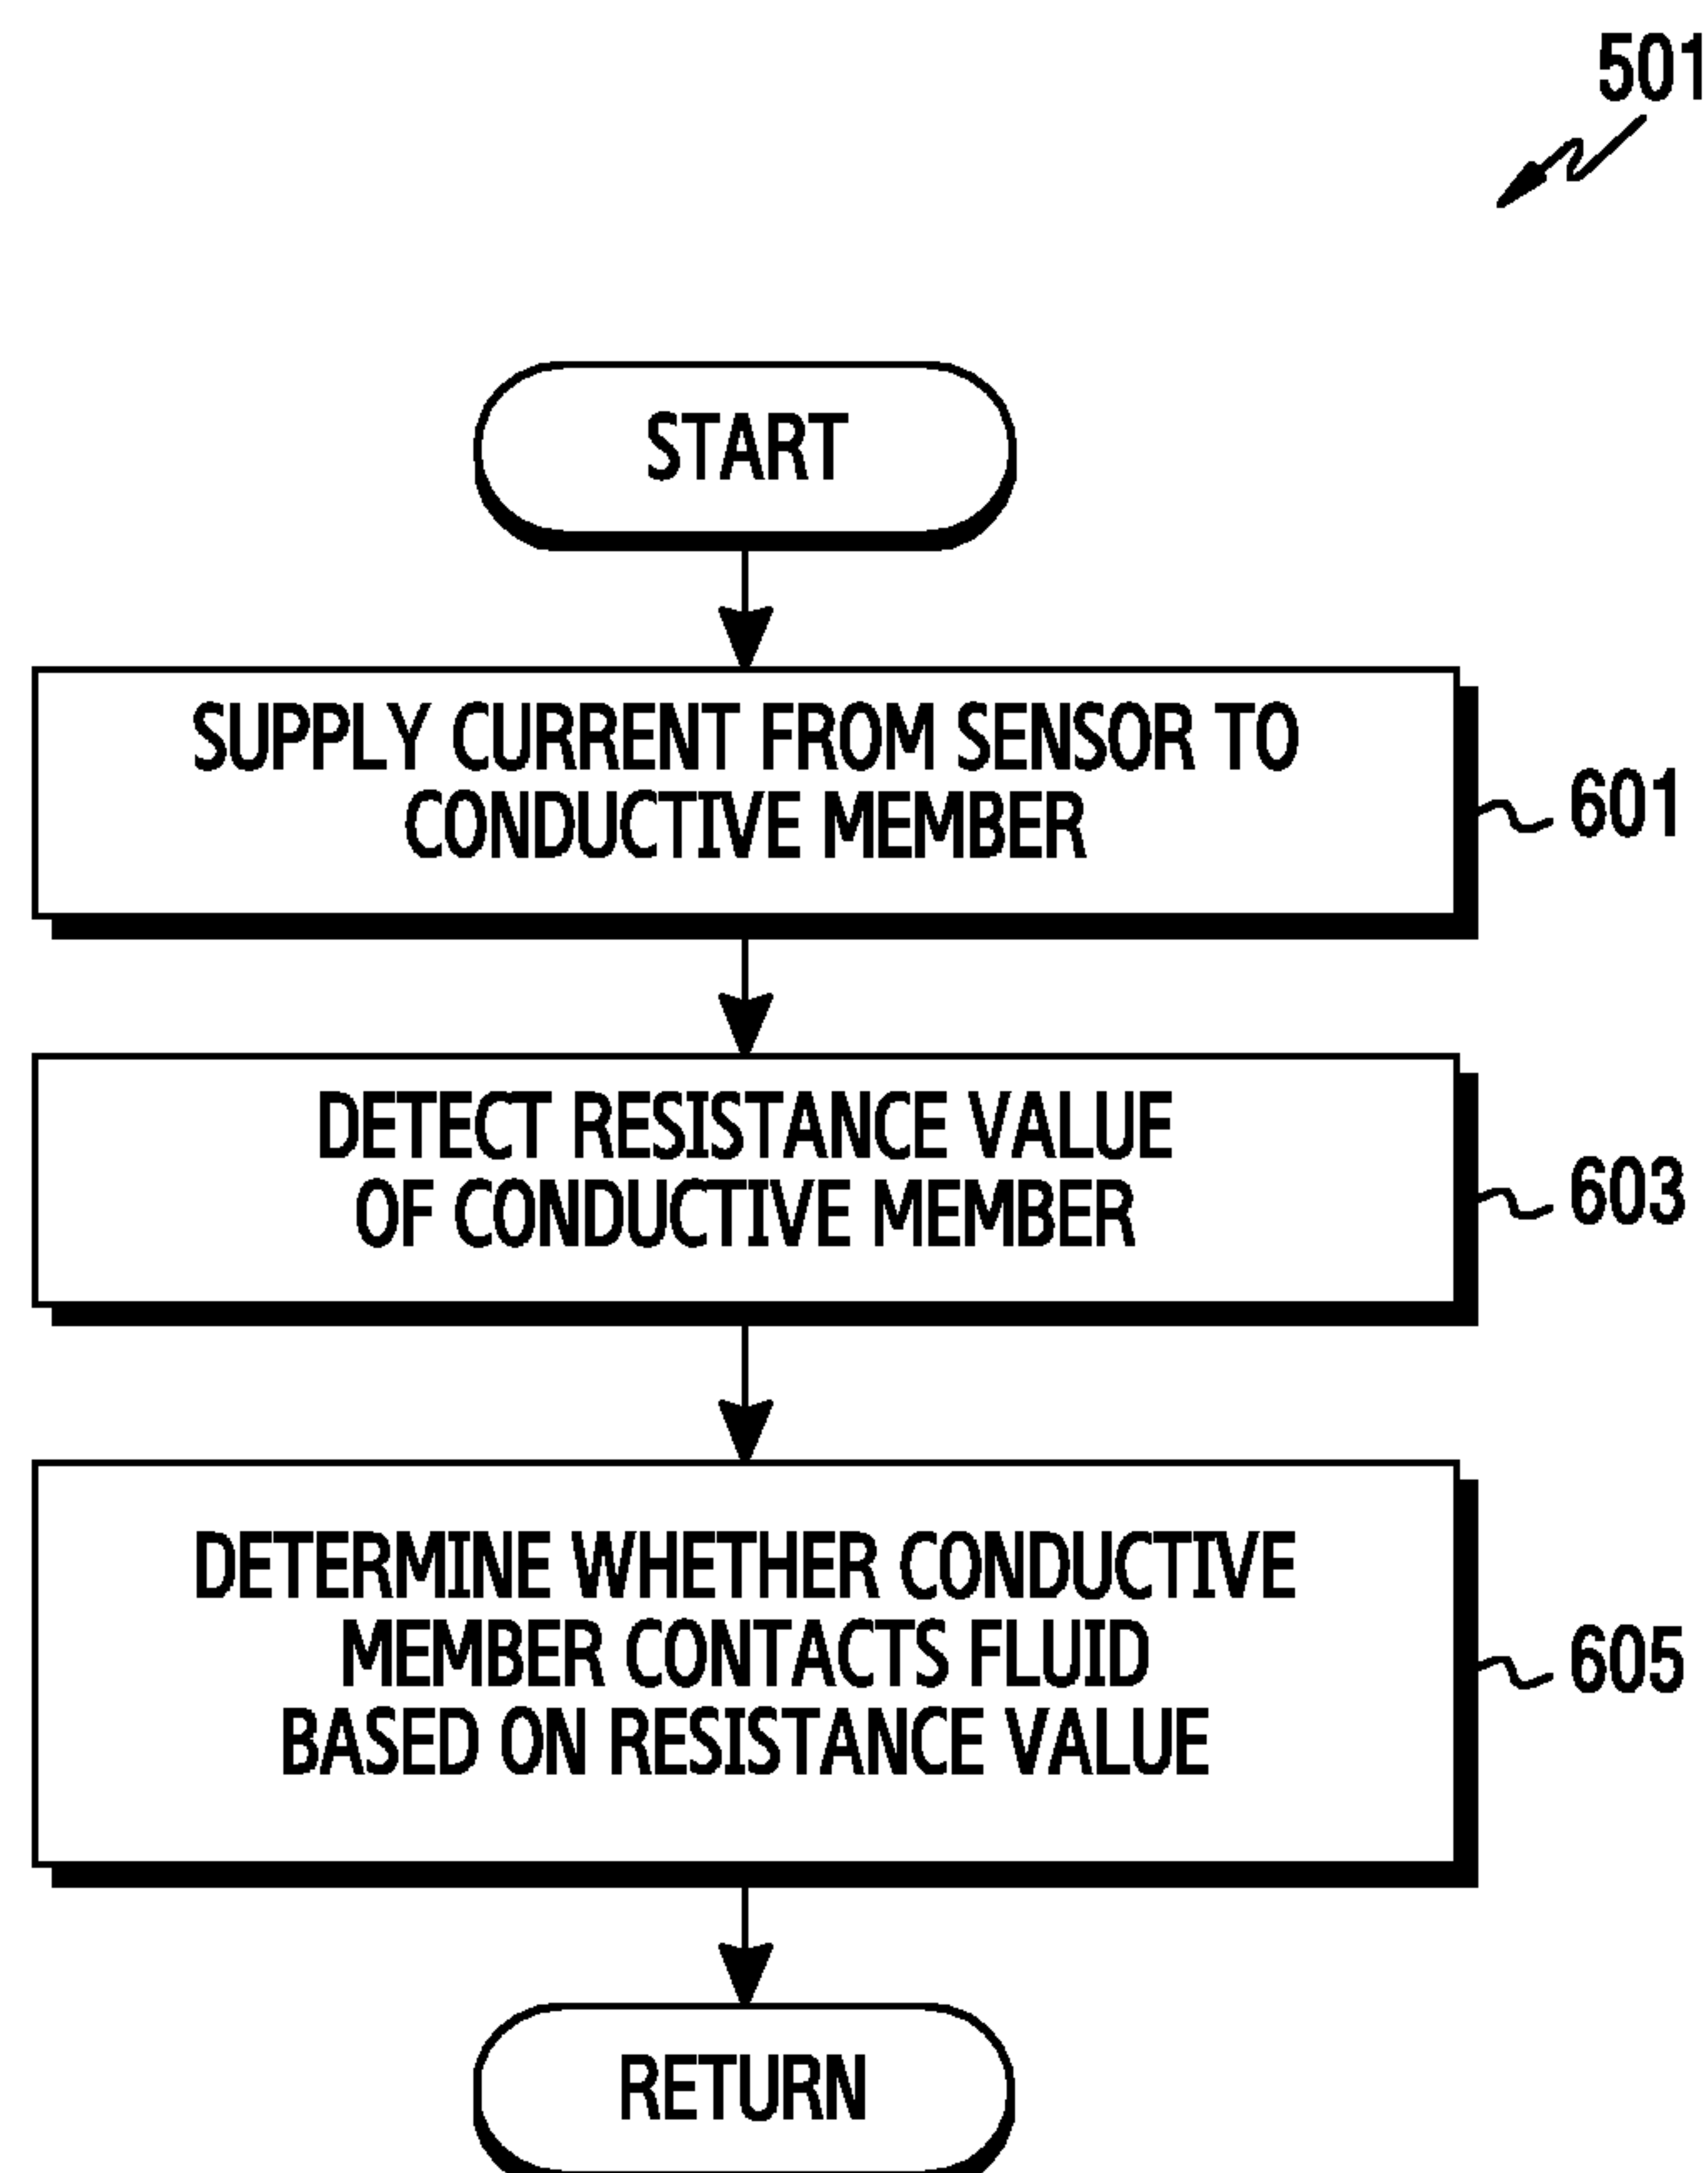 501
START
SUPPLY CURRENT FROM SENSOR TO
CONDUCTIVE MEMBER
601
DETECT RESISTANCE VALUE
OF CONDUCTIVE MEMBER
603
DETERMINE WHETHER CONDUCTIVE
MEMBER CONTACTS FLUID
BASED ON RESISTANCE VALUE
605
RETURN